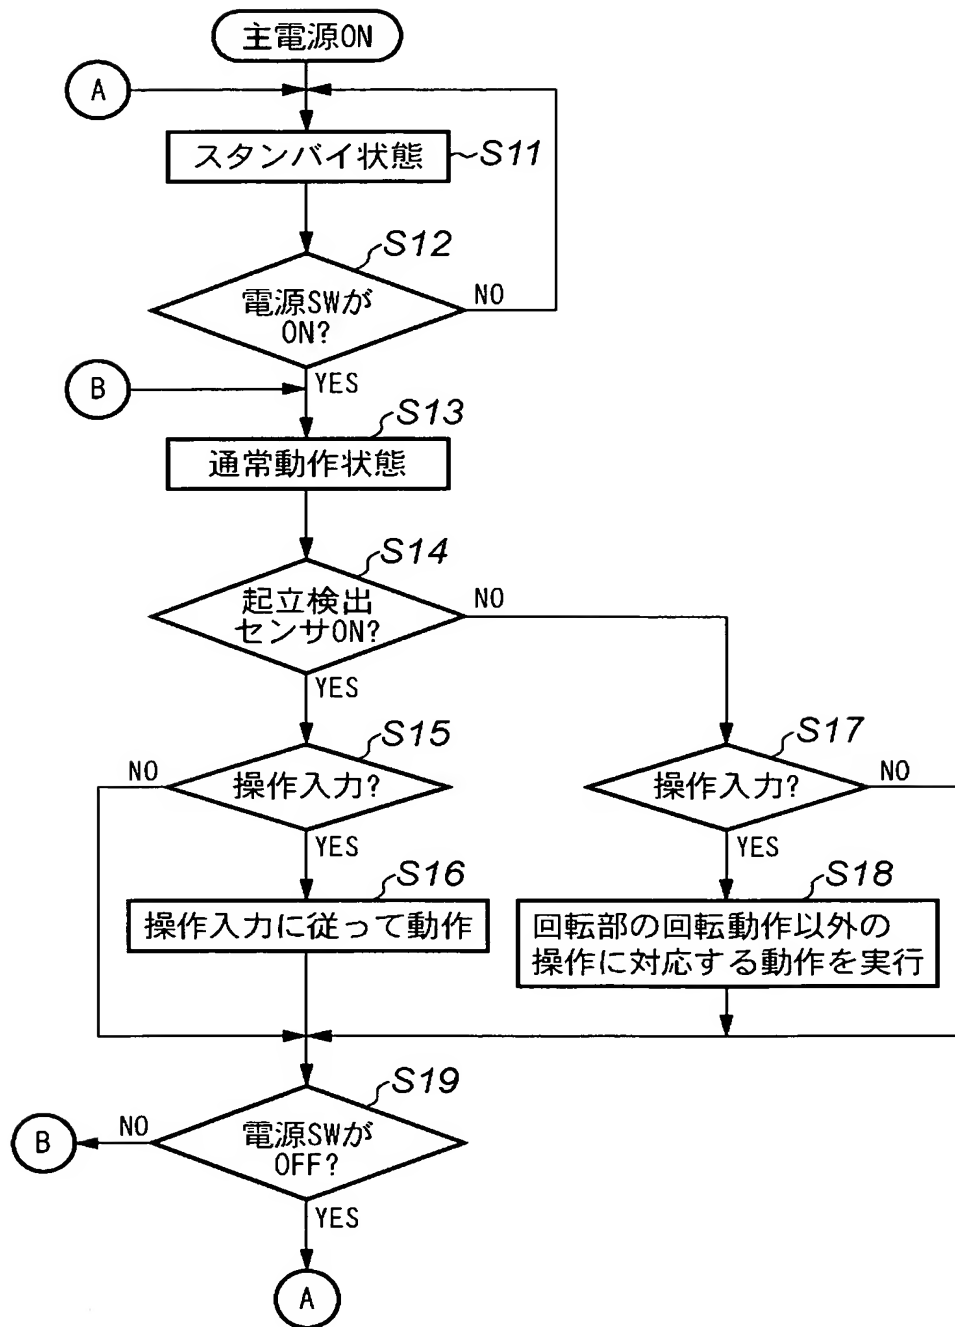 主電源ON
A
スタンバイ状態
S11
S12
電源SWが
ON?
NO
YES
B
S13
通常動作状態
S14
起立検出
センサON?
NO
YES
S15
操作入力?
NO
YES
S17
操作入力?
NO
YES
S16
操作入力に従って動作
S18
回転部の回転動作以外の
操作に対応する動作を実行
S19
電源SWが
OFF?
NO
B
YES
A